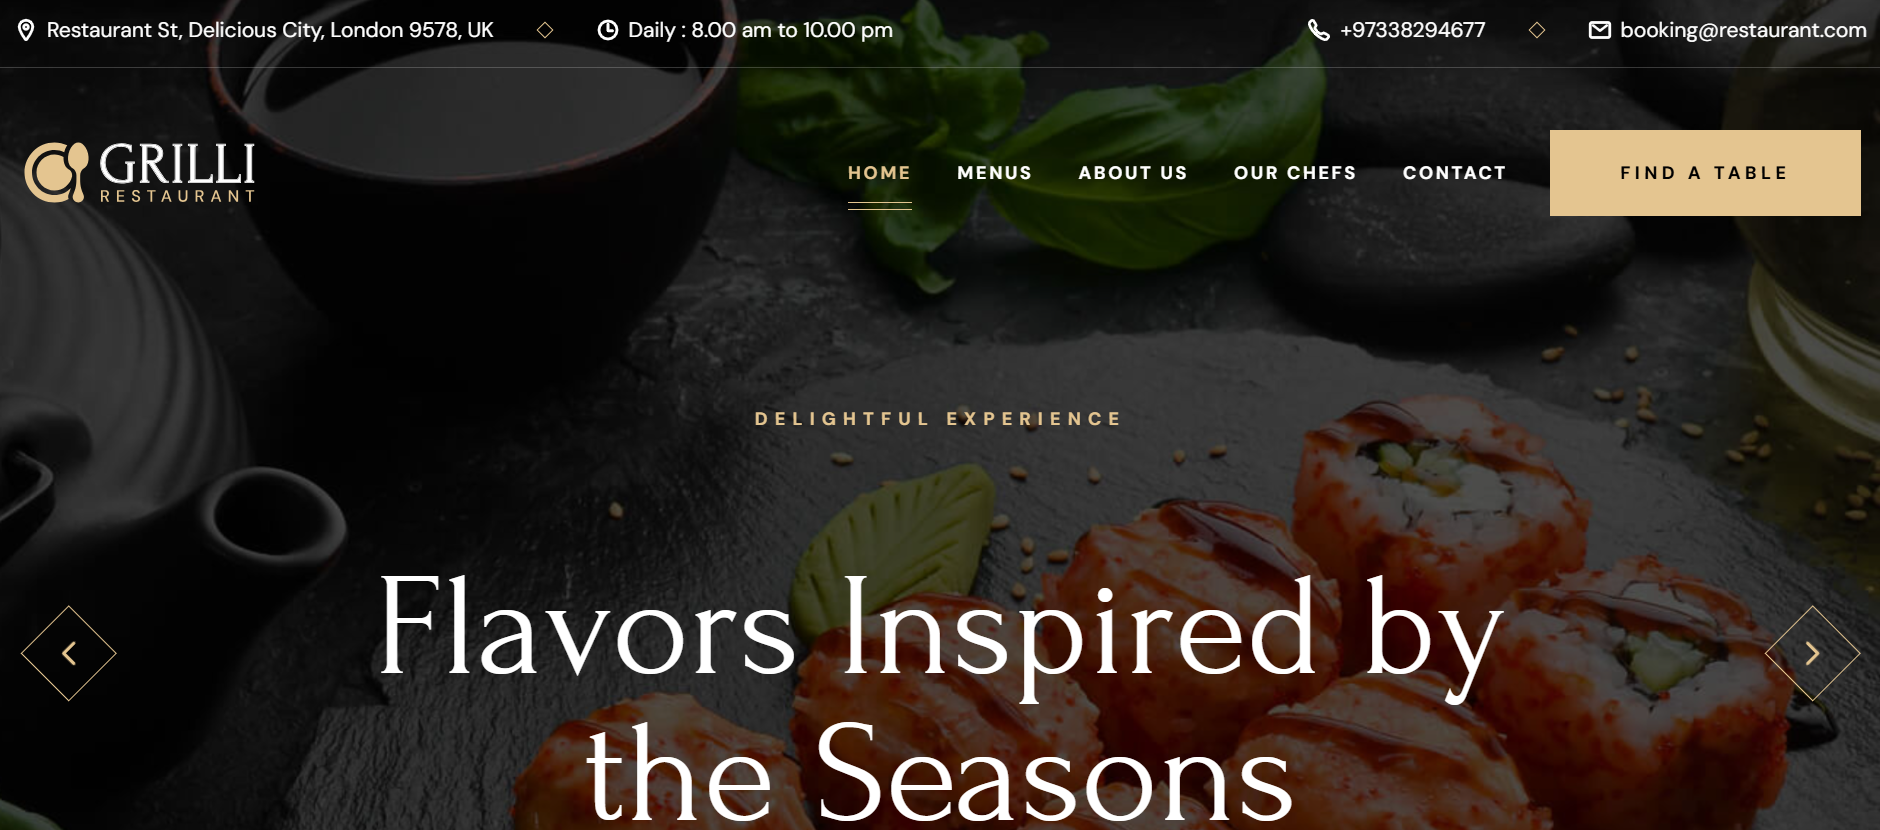 Restaurant St, Delicious City, London 9578, UK
Daily : 8.00 am to 10.00 pm
+97338294677
booking@restaurant.com
GRILLI
RESTAURANT
HOME
MENUS
ABOUT US
OUR CHEFS
CONTACT
FIND A TABLE
DELIGHTFUL EXPERIENCE
Flavors Inspired by
the Seasons